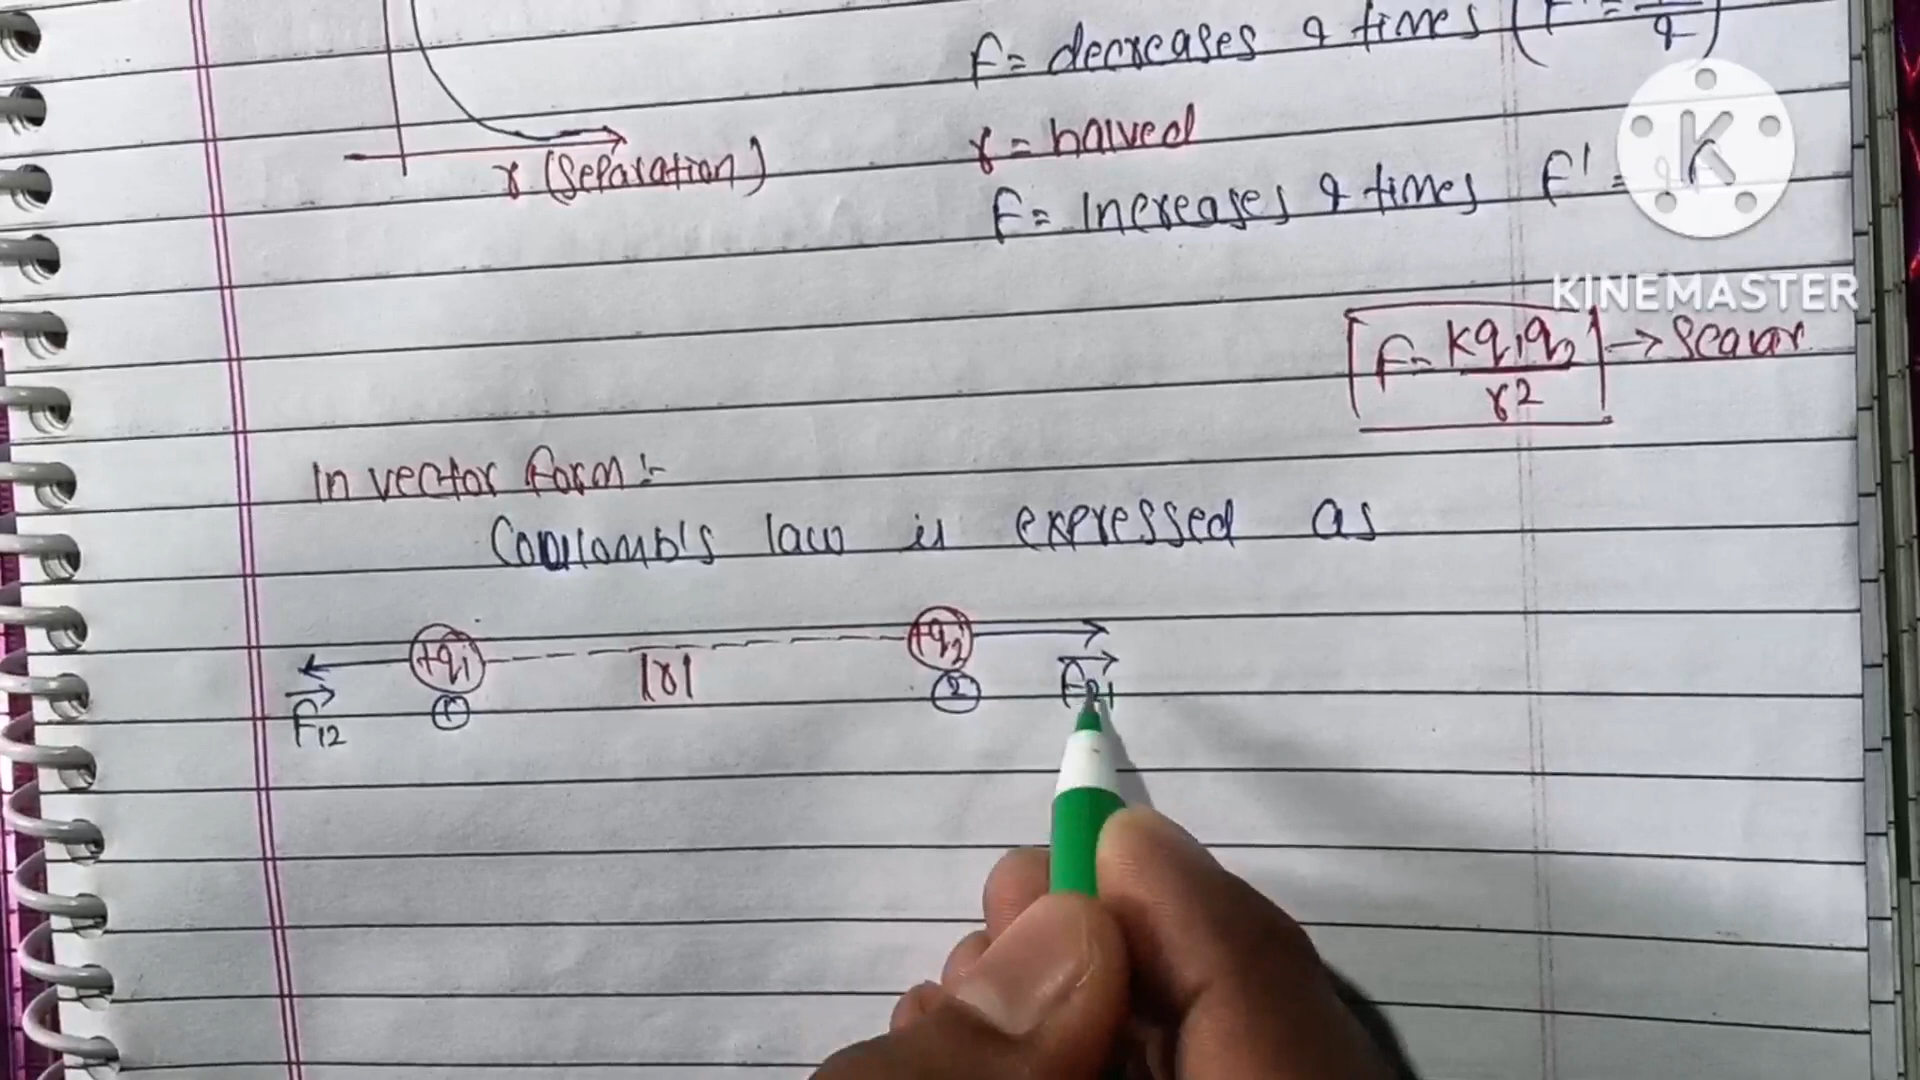 F = decreases 4 times (F' = F/4)
r (Separation)
r = halved
F = Increases 4 times F' =
K
KINEMASTER
F = kq₁q₂/r² → Scalar
In vector form :-
Coulomb's law is expressed as
+q₁ |r| +q₂
F₁₂ 1 2 F₂₁